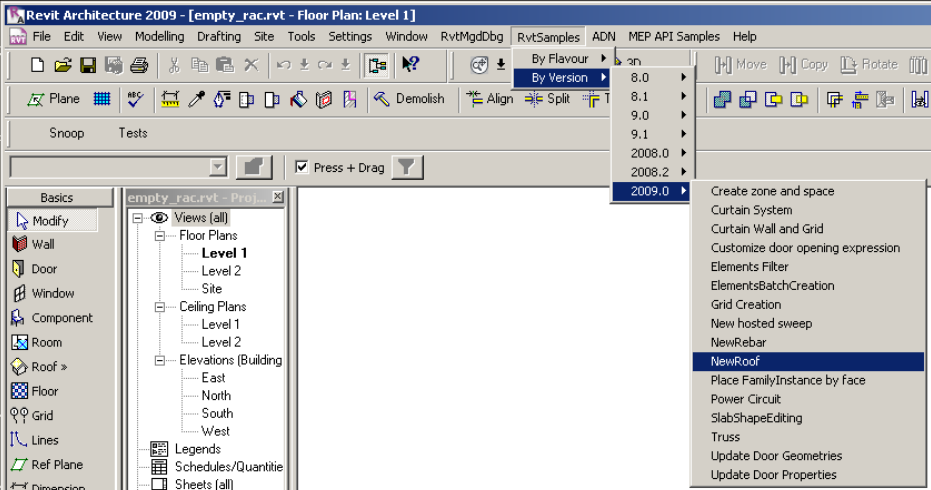 Revit Architecture 2009 - [empty_rac.rvt - Floor Plan: Level 1]
File Edit View Modelling Drafting Site Tools Settings Window RvtMgdDbg RvtSamples ADN MEP API Samples Help
By Flavour
By Version
Move Copy Rotate
Plane Demolish Align Split
8.0
8.1
9.0
9.1
2008.0
2008.2
2009.0
Snoop Tests
Press + Drag
Create zone and space
Curtain System
Curtain Wall and Grid
Customize door opening expression
Elements Filter
ElementsBatchCreation
Grid Creation
New hosted sweep
NewRebar
NewRoof
Place FamilyInstance by face
Power Circuit
SlabShapeEditing
Truss
Update Door Geometries
Update Door Properties
Basics
Modify
Wall
Door
Window
Component
Room
Roof »
Floor
Grid
Lines
Ref Plane
Dimension
empty_rac.rvt - Proj...
Views (all)
Floor Plans
Level 1
Level 2
Site
Ceiling Plans
Level 1
Level 2
Elevations (Building
East
North
South
West
Legends
Schedules/Quantitie
Sheets (all)